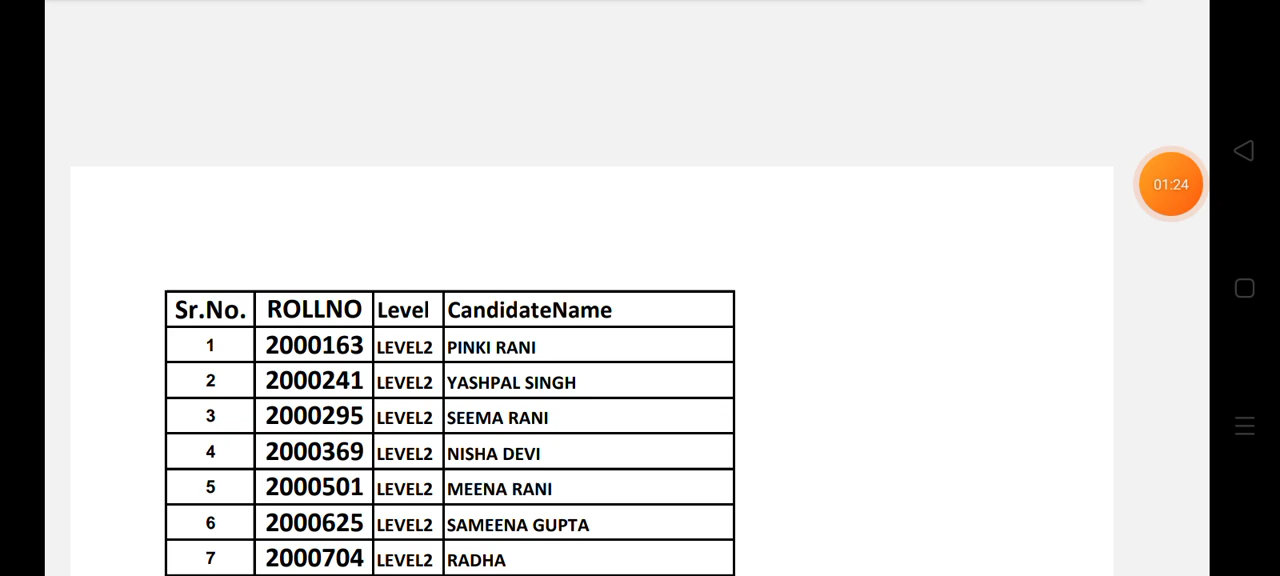 01:24
Sr.No. ROLLNO Level CandidateName
1 2000163 LEVEL2 PINKI RANI
2 2000241 LEVEL2 YASHPAL SINGH
3 2000295 LEVEL2 SEEMA RANI
4 2000369 LEVEL2 NISHA DEVI
5 2000501 LEVEL2 MEENA RANI
6 2000625 LEVEL2 SAMEENA GUPTA
7 2000704 LEVEL2 RADHA